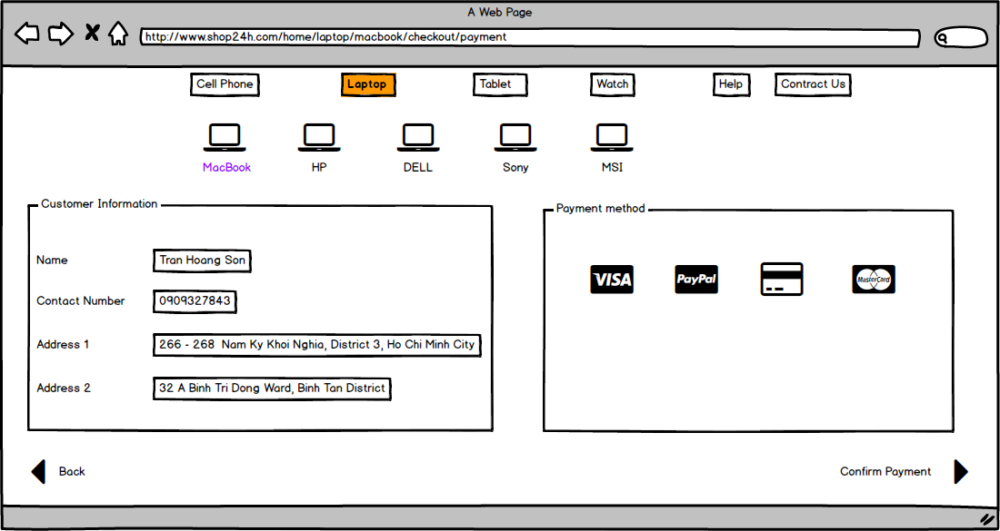 A Web Page
http://www.shop24h.com/home/laptop/macbook/checkout/payment
Cell Phone
Laptop
Tablet
Watch
Help
Contract Us
MacBook
HP
DELL
Sony
MSI
Customer Information
Name
Tran Hoang Son
Contact Number
0909327843
Address 1
266 - 268 Nam Ky Khoi Nghia, District 3, Ho Chi Minh City
Address 2
32 A Binh Tri Dong Ward, Binh Tan District
Payment method
VISA
PayPal
MasterCard
Back
Confirm Payment